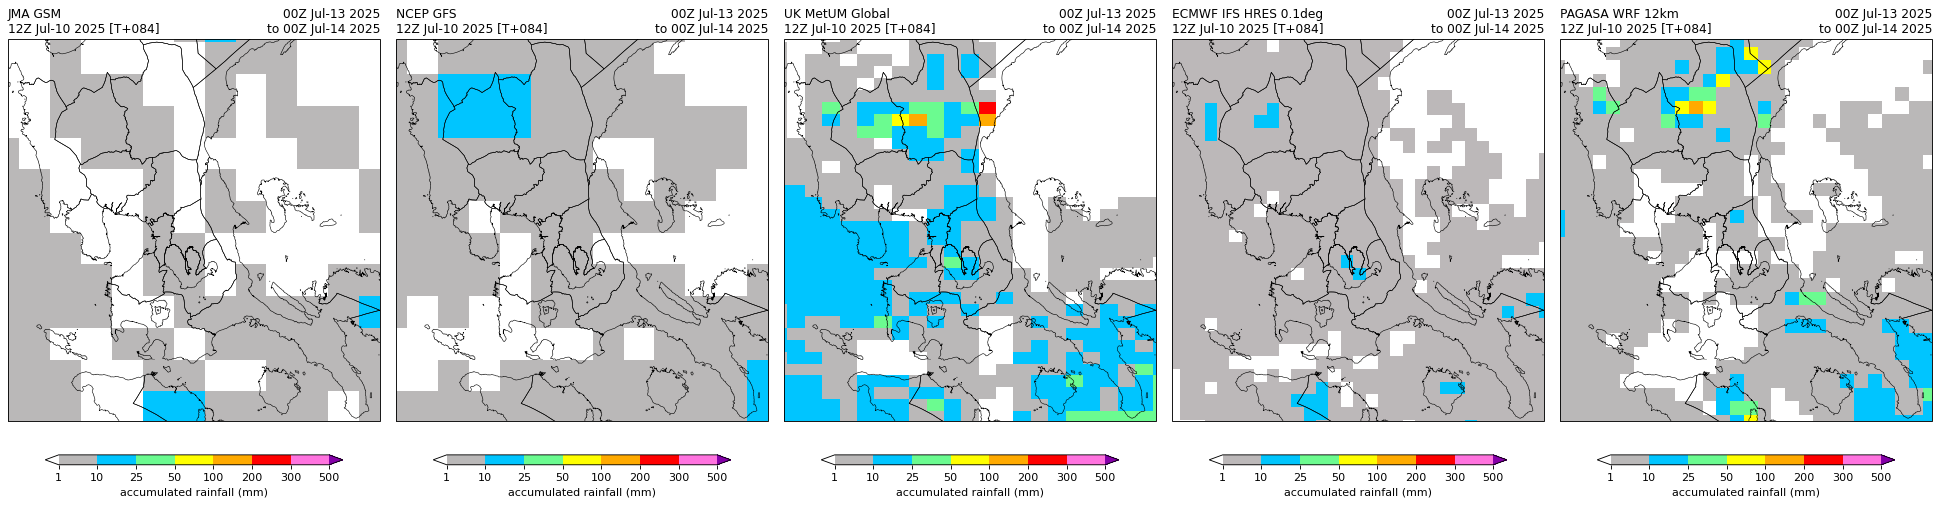 JMA GSM 00Z Jul-13 2025
12Z Jul-10 2025 [T+084] to 00Z Jul-14 2025
NCEP GFS 00Z Jul-13 2025
12Z Jul-10 2025 [T+084] to 00Z Jul-14 2025
UK MetUM Global 00Z Jul-13 2025
12Z Jul-10 2025 [T+084] to 00Z Jul-14 2025
ECMWF IFS HRES 0.1deg 00Z Jul-13 2025
12Z Jul-10 2025 [T+084] to 00Z Jul-14 2025
PAGASA WRF 12km 00Z Jul-13 2025
12Z Jul-10 2025 [T+084] to 00Z Jul-14 2025
1 10 25 50 100 200 300 500
accumulated rainfall (mm)
1 10 25 50 100 200 300 500
accumulated rainfall (mm)
1 10 25 50 100 200 300 500
accumulated rainfall (mm)
1 10 25 50 100 200 300 500
accumulated rainfall (mm)
1 10 25 50 100 200 300 500
accumulated rainfall (mm)